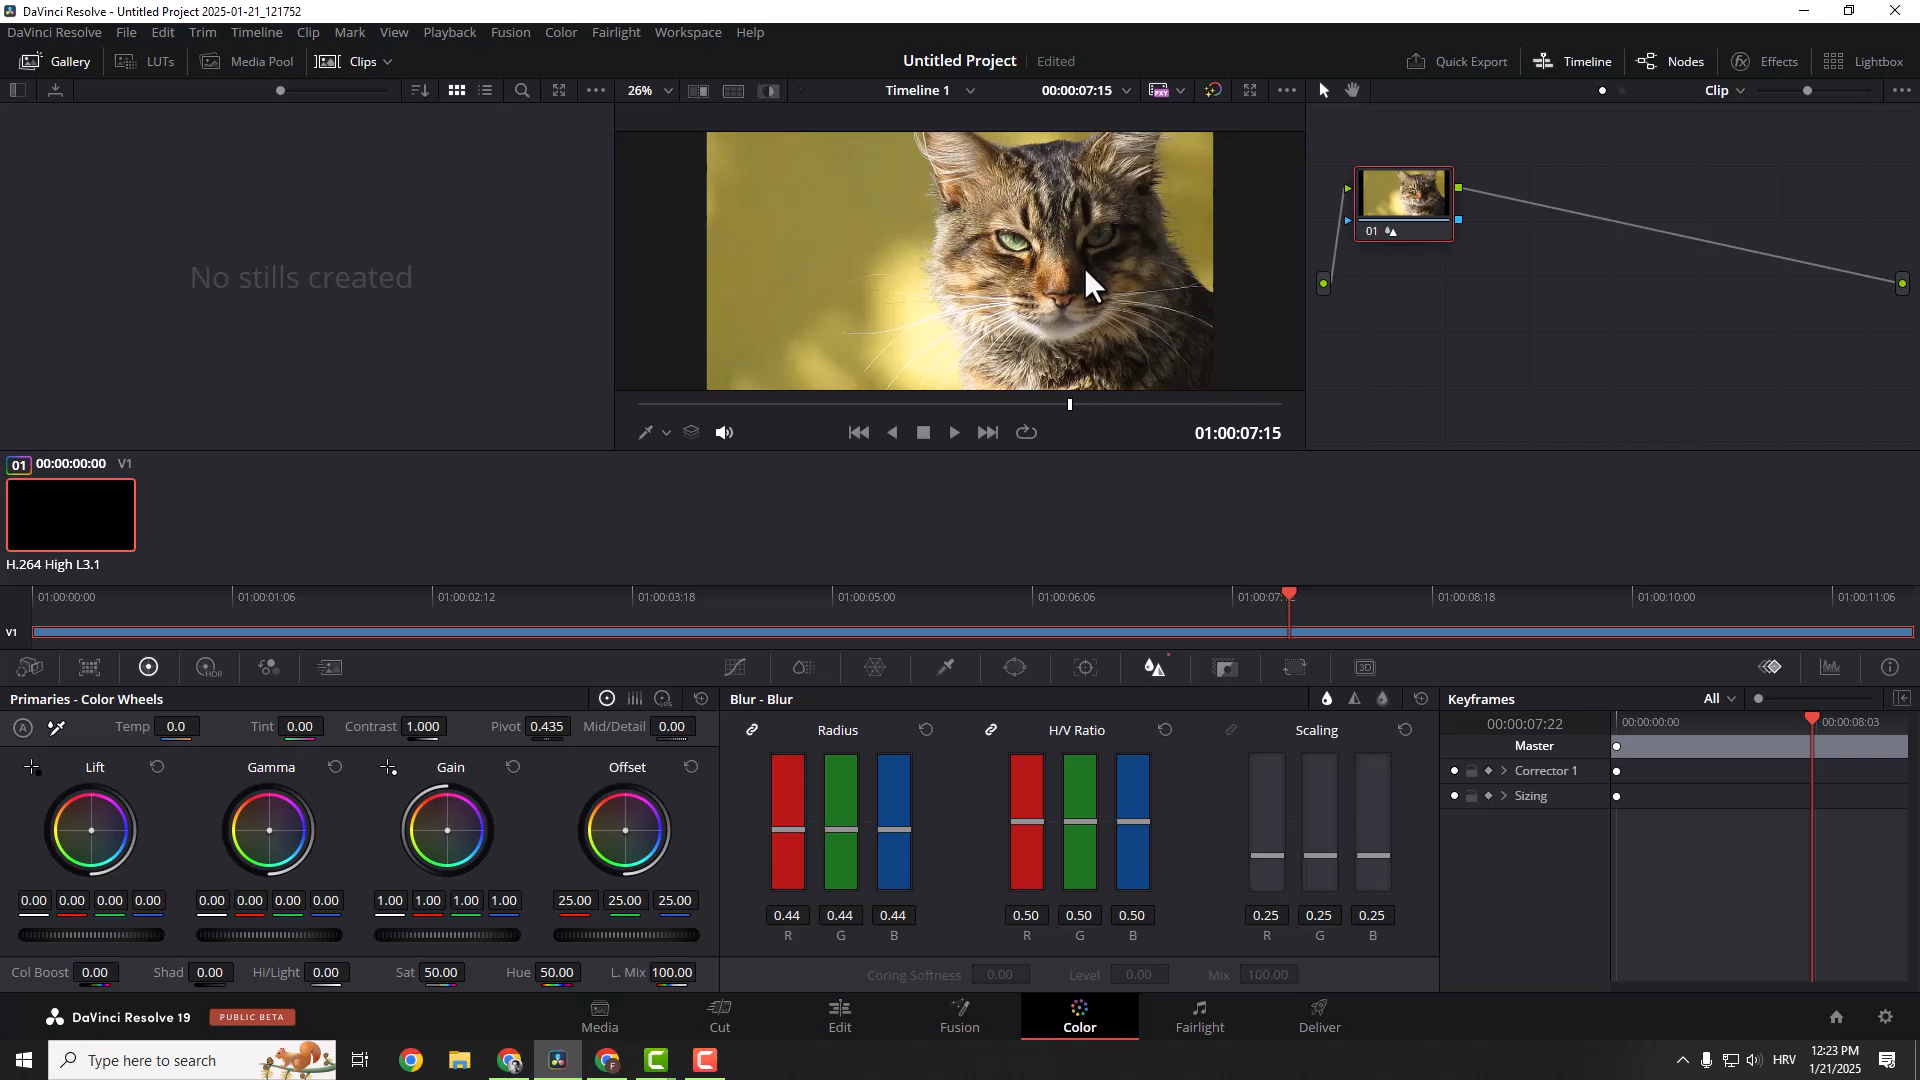 DaVinci Resolve - Untitled Project 2025-01-21_121752
DaVinci Resolve File Edit Trim Timeline Clip Mark View Playback Fusion Color Fairlight Workspace Help
Gallery LUTs Media Pool Clips Untitled Project Edited Quick Export Timeline Nodes Effects Lightbox
26% Timeline 1 00:00:07:15 Clip
No stills created
01
01:00:07:15
01 00:00:00:00 V1
H.264 High L3.1
01:00:00:00 01:00:01:06 01:00:02:12 01:00:03:18 01:00:05:00 01:00:06:06 01:00:07:12 01:00:08:18 01:00:10:00 01:00:11:06
V1
HDR 3D
Primaries - Color Wheels LOG Blur - Blur Keyframes All
A Temp 0.0 Tint 0.00 Contrast 1.000 Pivot 0.435 Mid/Detail 0.00 Radius H/V Ratio Scaling 00:00:07:22 00:00:00:00 00:00:08:03
Master
Lift Gamma Gain Offset Corrector 1
Sizing
0.00 0.00 0.00 0.00 0.00 0.00 0.00 0.00 1.00 1.00 1.00 1.00 25.00 25.00 25.00
0.44 0.44 0.44 0.50 0.50 0.50 0.25 0.25 0.25
R G B R G B R G B
Col Boost 0.00 Shad 0.00 Hi/Light 0.00 Sat 50.00 Hue 50.00 L. Mix 100.00 Coring Softness 0.00 Level 0.00 Mix 100.00
DaVinci Resolve 19 PUBLIC BETA Media Cut Edit Fusion Color Fairlight Deliver
Type here to search F HRV 12:23 PM
1/21/2025